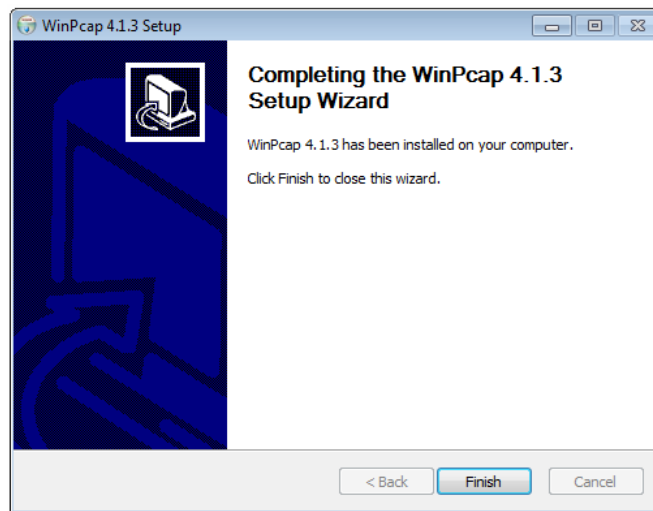 WinPcap 4.1.3 Setup
Completing the WinPcap 4.1.3
Setup Wizard
WinPcap 4.1.3 has been installed on your computer.
Click Finish to close this wizard.
< Back
Finish
Cancel